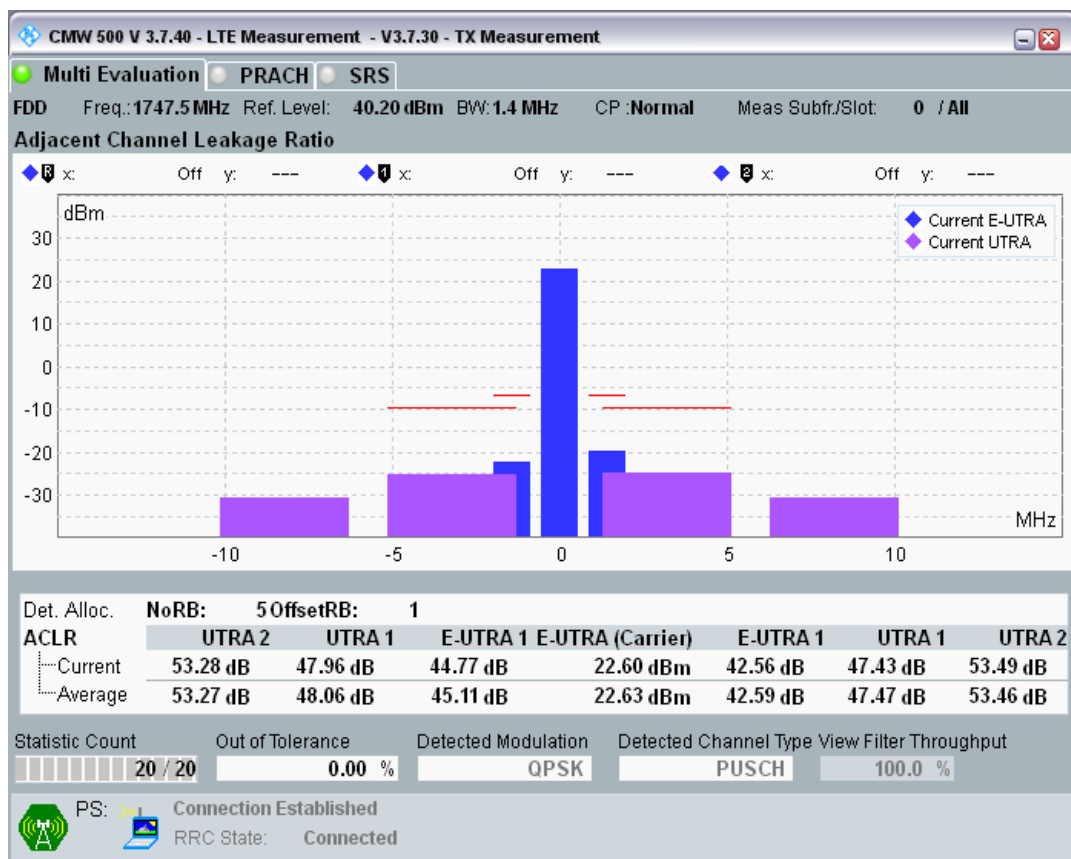 CMW 500 V 3.7.40 - LTE Measurement - V3.7.30 - TX Measurement
Multi Evaluation PRACH SRS
FDD Freq.: 1747.5 MHz Ref. Level: 40.20 dBm BW: 1.4 MHz CP :Normal Meas Subfr./Slot: 0 / All
Adjacent Channel Leakage Ratio
R x: Off y: --- 1 x: Off y: --- 2 x: Off y: ---
dBm
Current E-UTRA
Current UTRA
30
20
10
0
-10
-20
-30
MHz
-10 -5 0 5 10
Det. Alloc. NoRB: 5 OffsetRB: 1
ACLR UTRA 2 UTRA 1 E-UTRA 1 E-UTRA (Carrier) E-UTRA 1 UTRA 1 UTRA 2
Current 53.28 dB 47.96 dB 44.77 dB 22.60 dBm 42.56 dB 47.43 dB 53.49 dB
Average 53.27 dB 48.06 dB 45.11 dB 22.63 dBm 42.59 dB 47.47 dB 53.46 dB
Statistic Count Out of Tolerance Detected Modulation Detected Channel Type View Filter Throughput
20 / 20 0.00 % QPSK PUSCH 100.0 %
PS: Connection Established
RRC State: Connected